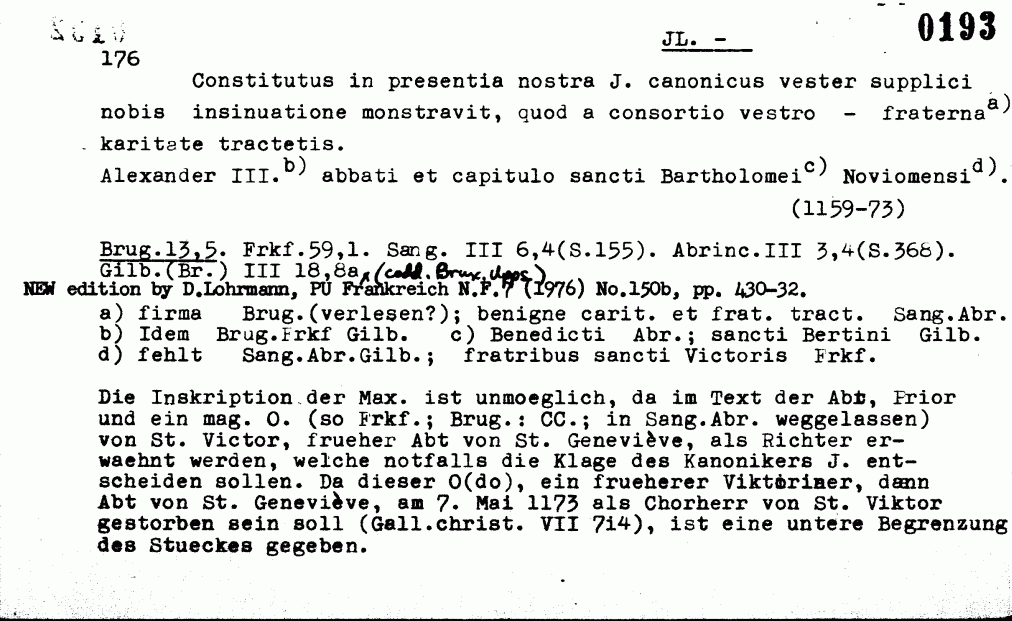 JL. - 0193
176
Constitutus in presentia nostra J. canonicus vester supplici
nobis insinuatione monstravit, quod a consortio vestro - fraterna a)
karitate tractetis.
Alexander III. b) abbati et capitulo sancti Bartholomei c) Noviomensi d).
(1159-73)
Brug.13,5. Frkf.59,1. Sang. III 6,4(S.155). Abrinc.III 3,4(S.368).
Gilb.(Br.) III 18,8a (codd. Brux. Upps.)
NEW edition by D.Lohrmann, PU Frankreich N.F.7 (1976) No.150b, pp. 430-32.
a) firma Brug.(verlesen?); benigne carit. et frat. tract. Sang.Abr.
b) Idem Brug.Frkf Gilb. c) Benedicti Abr.; sancti Bertini Gilb.
d) fehlt Sang.Abr.Gilb.; fratribus sancti Victoris Frkf.
Die Inskription der Max. ist unmoeglich, da im Text der Abt, Prior
und ein mag. O. (so Frkf.; Brug.: CC.; in Sang.Abr. weggelassen)
von St. Victor, frueher Abt von St. Geneviève, als Richter er-
waehnt werden, welche notfalls die Klage des Kanonikers J. ent-
scheiden sollen. Da dieser O(do), ein frueherer Viktoriner, dann
Abt von St. Geneviève, am 7. Mai 1173 als Chorherr von St. Viktor
gestorben sein soll (Gall.christ. VII 714), ist eine untere Begrenzung
des Stueckes gegeben.